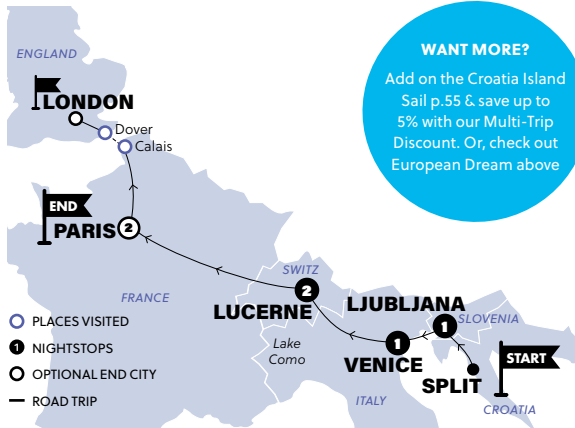 WANT MORE?
Add on the Croatia Island
Sail p.55 & save up to
5% with our Multi-Trip
Discount. Or, check out
European Dream above
ENGLAND
LONDON
Dover
Calais
END
PARIS
2
FRANCE
SWITZ
2
LUCERNE
LJUBLJANA
1
SLOVENIA
Lake
Como
1
VENICE
START
SPLIT
ITALY
CROATIA
PLACES VISITED
1 NIGHTSTOPS
OPTIONAL END CITY
ROAD TRIP